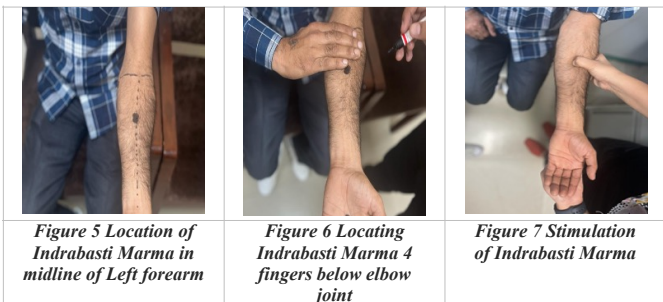 Figure 5 Location of
Indrabasti Marma in
midline of Left forearm
Figure 6 Locating
Indrabasti Marma 4
fingers below elbow
joint
Figure 7 Stimulation
of Indrabasti Marma